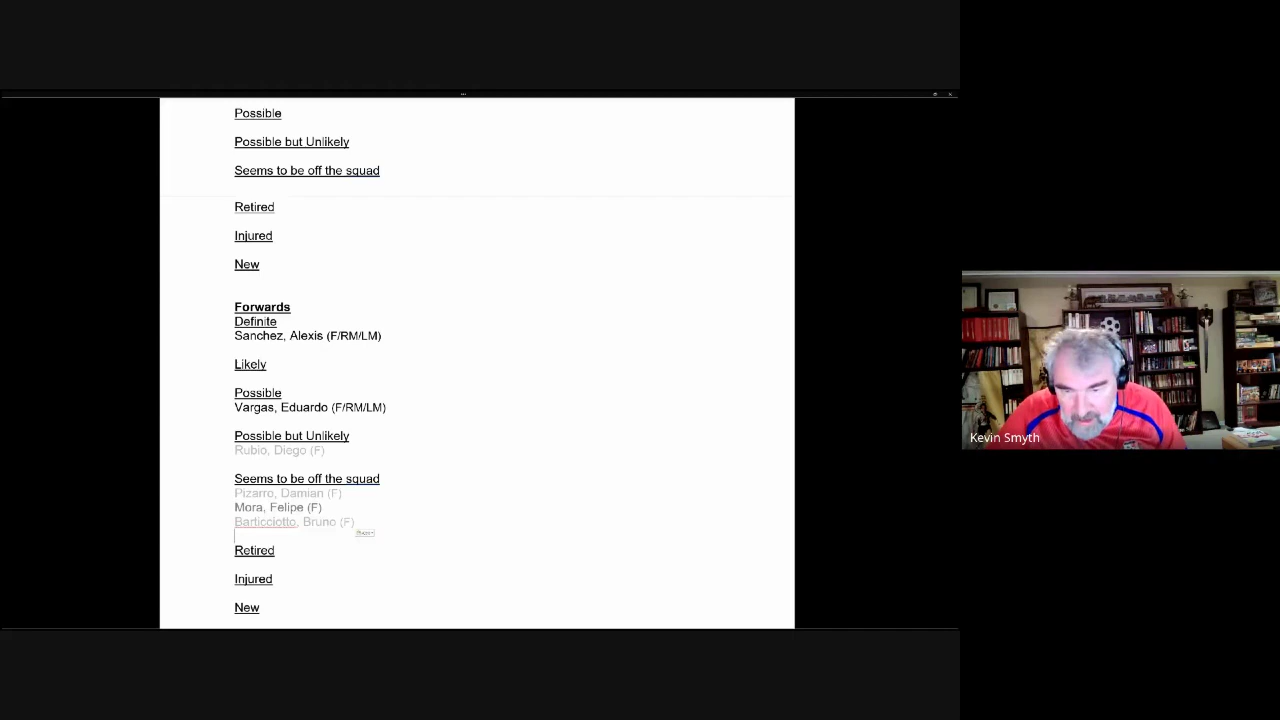 Possible
Possible but Unlikely
Seems to be off the squad
Retired
Injured
New
Forwards
Definite
Sanchez, Alexis (F/RM/LM)
Likely
Possible
Vargas, Eduardo (F/RM/LM)
Possible but Unlikely
Rubio, Diego (F)
Seems to be off the squad
Pizarro, Damian (F)
Mora, Felipe (F)
Barticciotto, Bruno (F)
Retired
Injured
New
Kevin Smyth